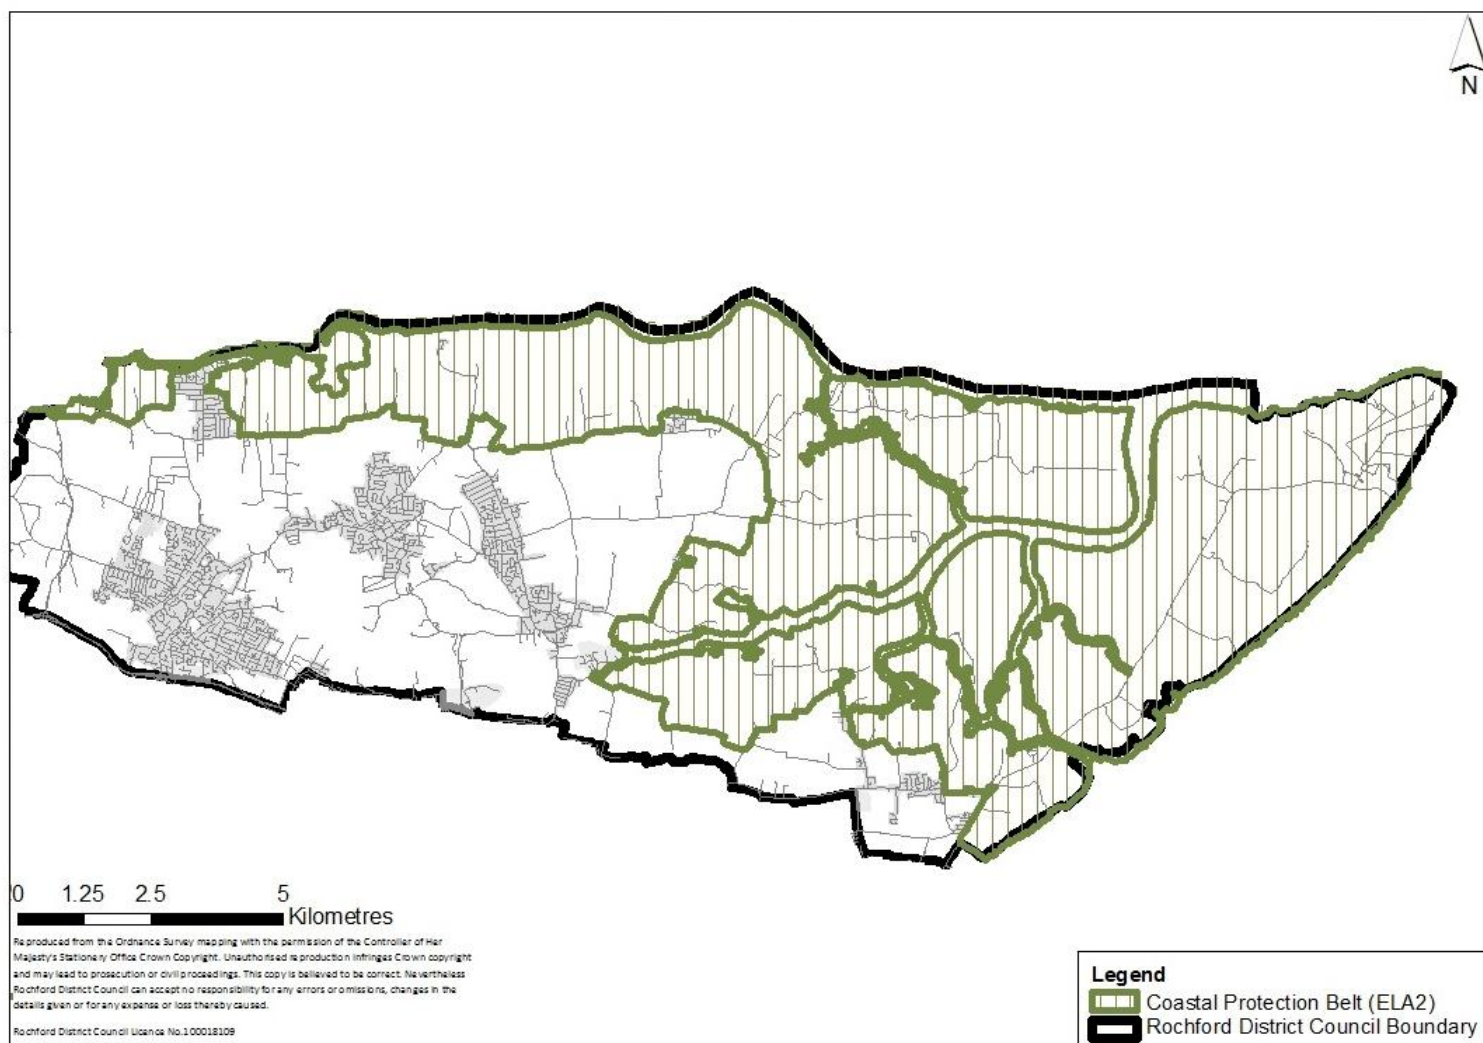 N
0 1.25 2.5 5
Kilometres
Reproduced from the Ordnance Survey mapping with the permission of the Controller of Her
Majesty's Stationery Office Crown Copyright. Unauthorised reproduction infringes Crown copyright
and may lead to prosecution or civil proceedings. This copy is believed to be correct. Nevertheless
Rochford District Council can accept no responsibility for any errors or omissions, changes in the
details given or for any expense or loss thereby caused.
Rochford District Council Licence No.100018109
Legend
Coastal Protection Belt (ELA2)
Rochford District Council Boundary